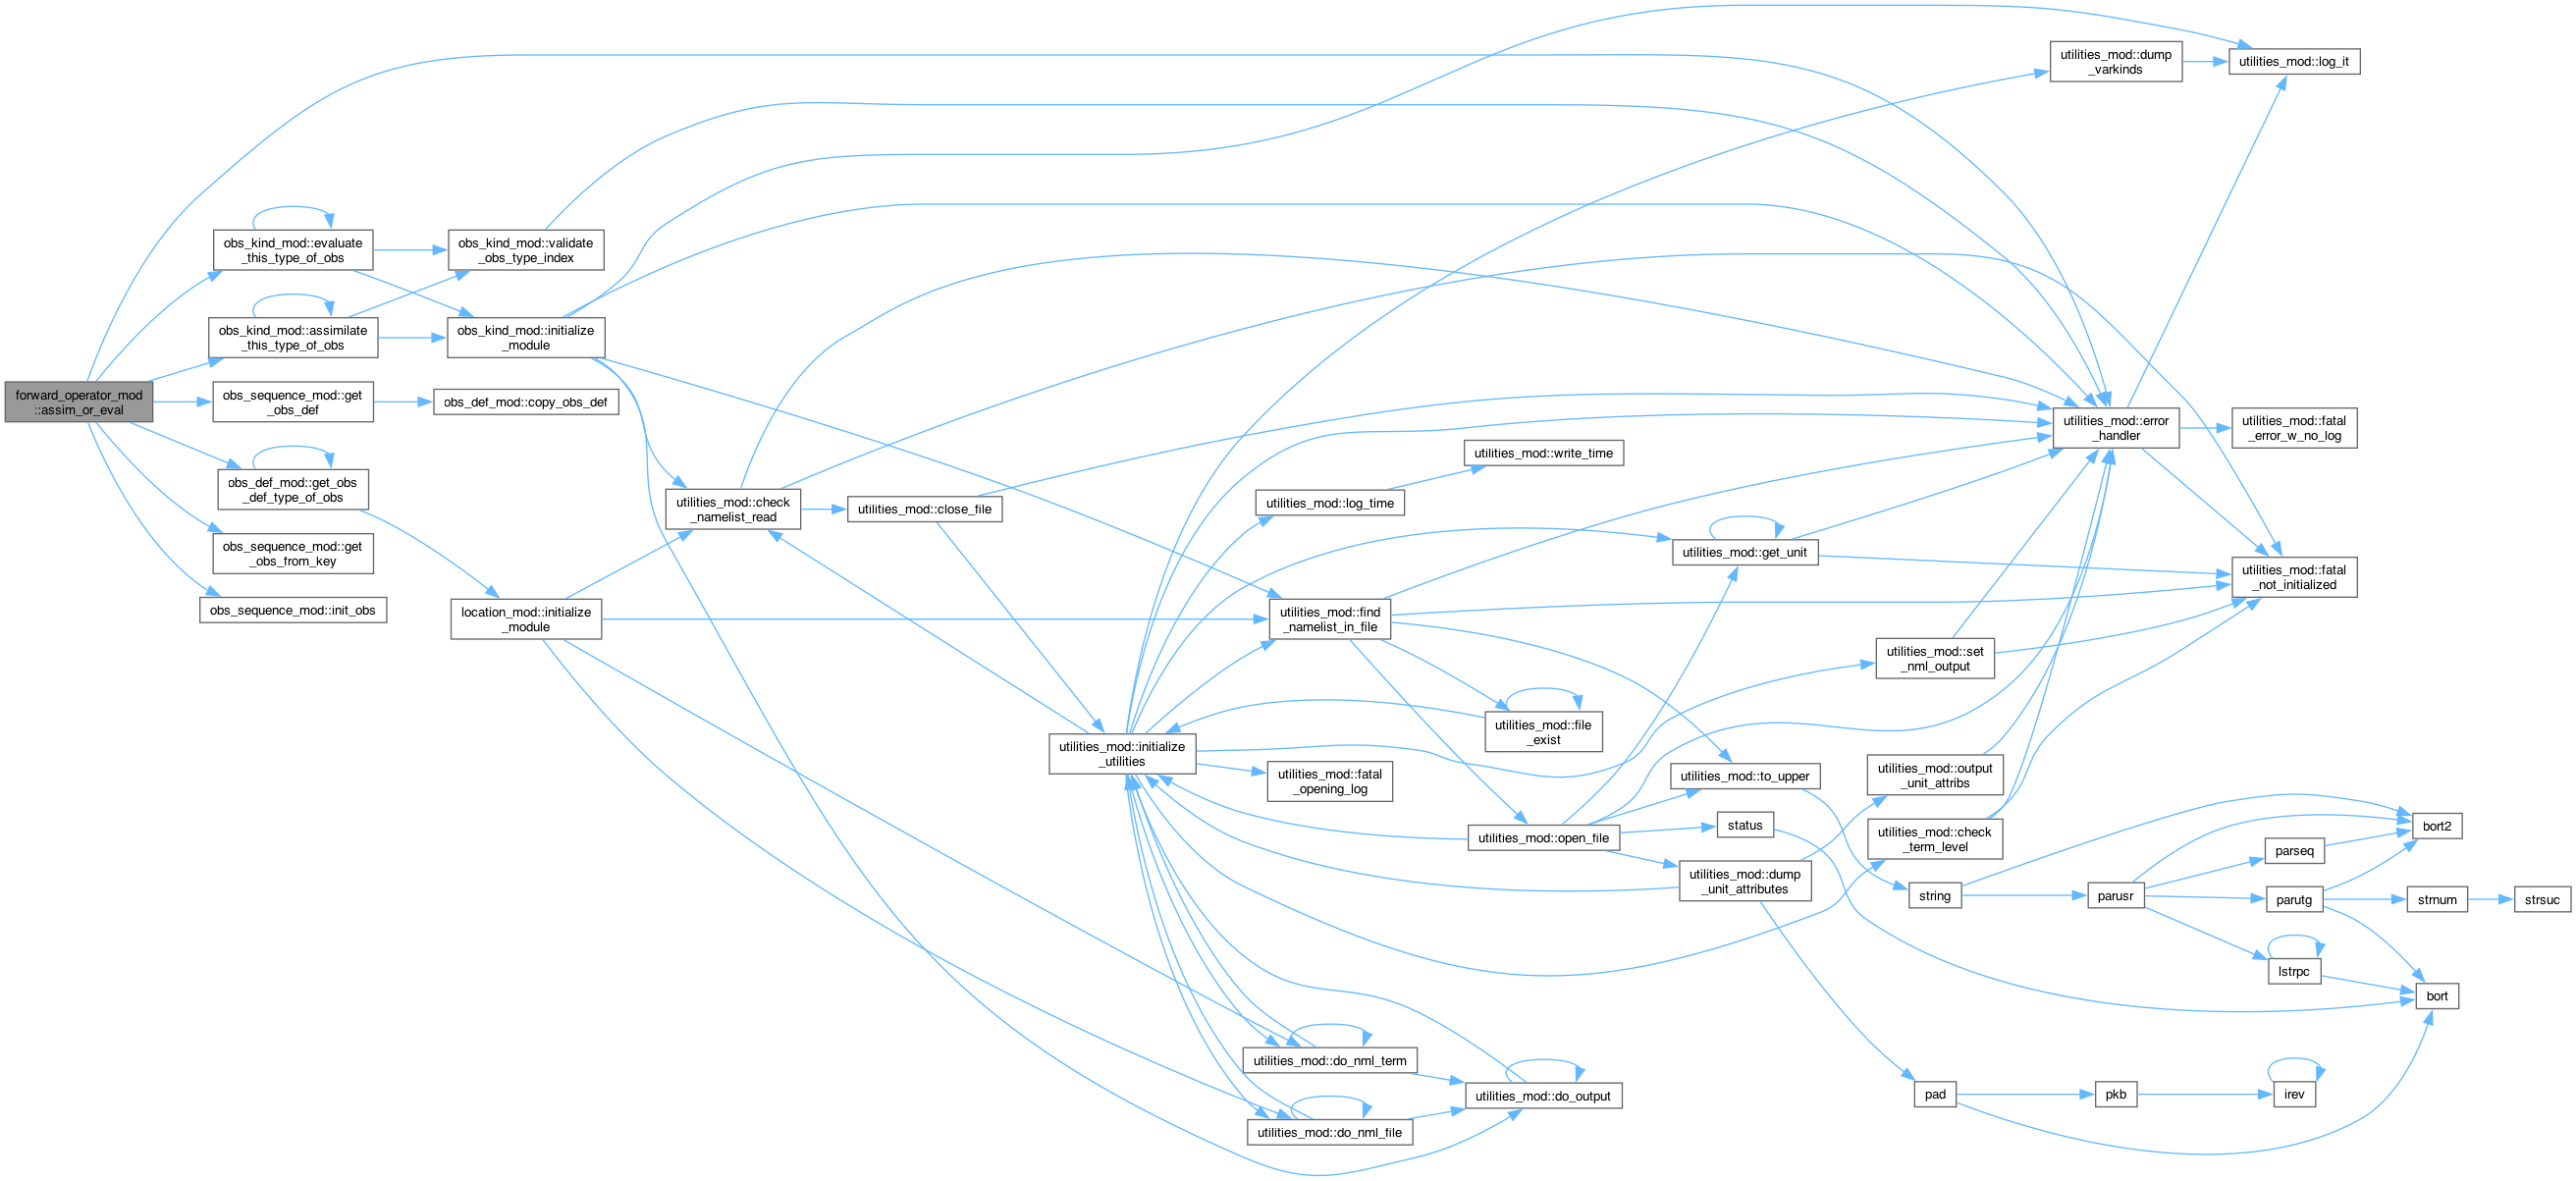 forward_operator_mod
::assim_or_eval
obs_kind_mod::evaluate
_this_type_of_obs
obs_kind_mod::assimilate
_this_type_of_obs
obs_sequence_mod::get
_obs_def
obs_def_mod::get_obs
_def_type_of_obs
obs_sequence_mod::get
_obs_from_key
obs_sequence_mod::init_obs
obs_kind_mod::validate
_obs_type_index
obs_kind_mod::initialize
_module
obs_def_mod::copy_obs_def
location_mod::initialize
_module
utilities_mod::check
_namelist_read
utilities_mod::close_file
utilities_mod::initialize
_utilities
utilities_mod::log_time
utilities_mod::find
_namelist_in_file
utilities_mod::fatal
_opening_log
utilities_mod::do_nml_term
utilities_mod::do_nml_file
utilities_mod::write_time
utilities_mod::file
_exist
utilities_mod::open_file
utilities_mod::do_output
utilities_mod::get_unit
utilities_mod::to_upper
status
utilities_mod::dump
_unit_attributes
utilities_mod::set
_nml_output
utilities_mod::output
_unit_attribs
utilities_mod::check
_term_level
string
pad
utilities_mod::dump
_varkinds
utilities_mod::error
_handler
parusr
pkb
utilities_mod::log_it
utilities_mod::fatal
_error_w_no_log
utilities_mod::fatal
_not_initialized
parseq
parutg
lstrpc
irev
bort2
strnum
bort
strsuc